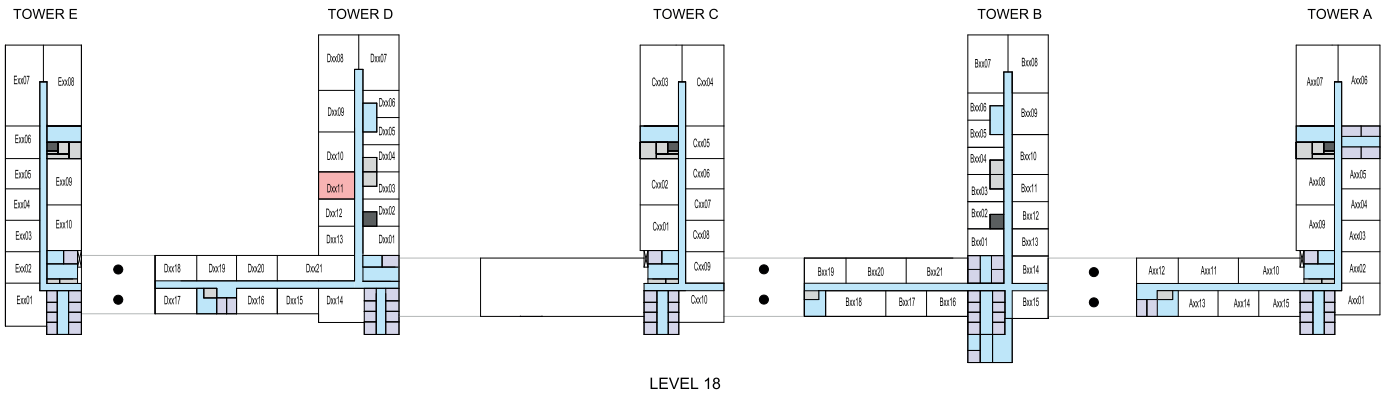 TOWER E
TOWER D
TOWER C
TOWER B
TOWER A
Exx07
Exx08
Exx06
Exx05
Exx09
Exx04
Exx03
Exx10
Exx02
Exx01
Dxx08
Dxx07
Dxx09
Dxx06
Dxx05
Dxx10
Dxx04
Dxx11
Dxx03
Dxx12
Dxx02
Dxx13
Dxx01
Dxx18
Dxx19
Dxx20
Dxx21
Dxx17
Dxx16
Dxx15
Dxx14
Cxx03
Cxx04
Cxx05
Cxx02
Cxx06
Cxx07
Cxx01
Cxx08
Cxx09
Cxx10
Bxx07
Bxx08
Bxx06
Bxx09
Bxx05
Bxx04
Bxx10
Bxx03
Bxx11
Bxx02
Bxx12
Bxx01
Bxx13
Bxx19
Bxx20
Bxx21
Bxx14
Bxx18
Bxx17
Bxx16
Bxx15
Axx07
Axx06
Axx08
Axx05
Axx04
Axx09
Axx03
Axx12
Axx11
Axx10
Axx02
Axx13
Axx14
Axx15
Axx01
LEVEL 18